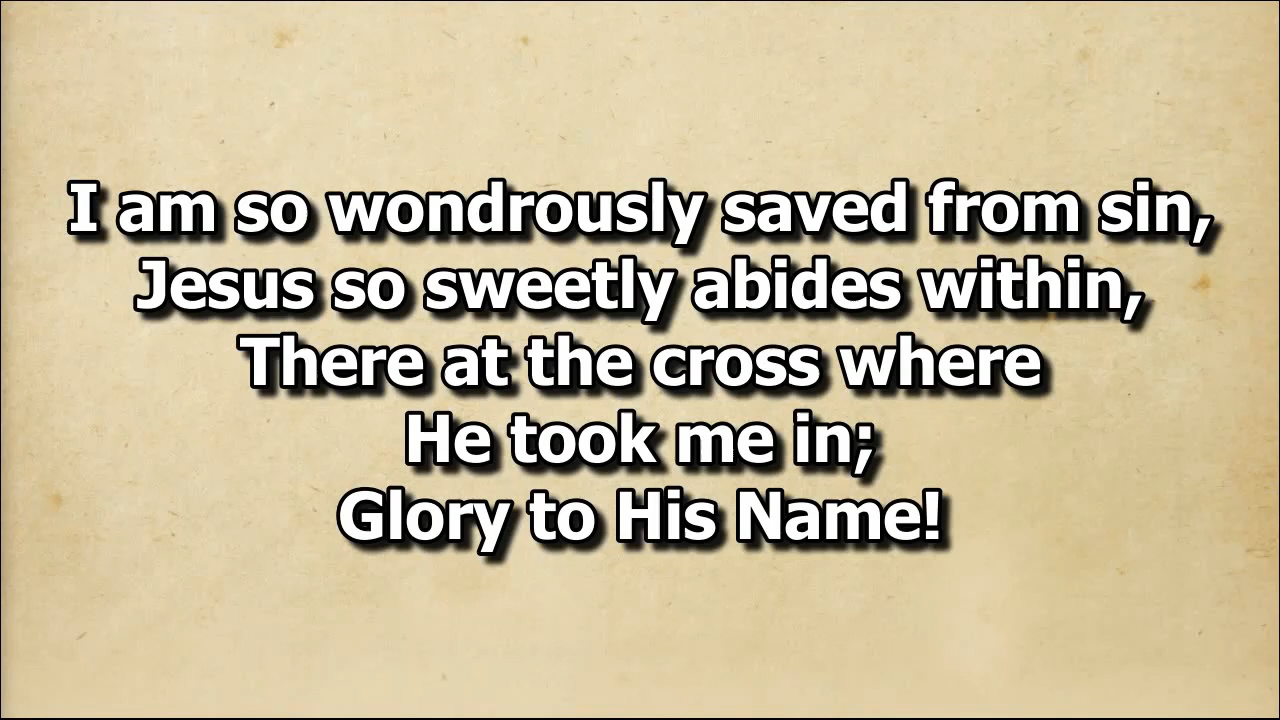 I am so wondrously saved from sin,
Jesus so sweetly abides within,
There at the cross where
He took me in;
Glory to His Name!